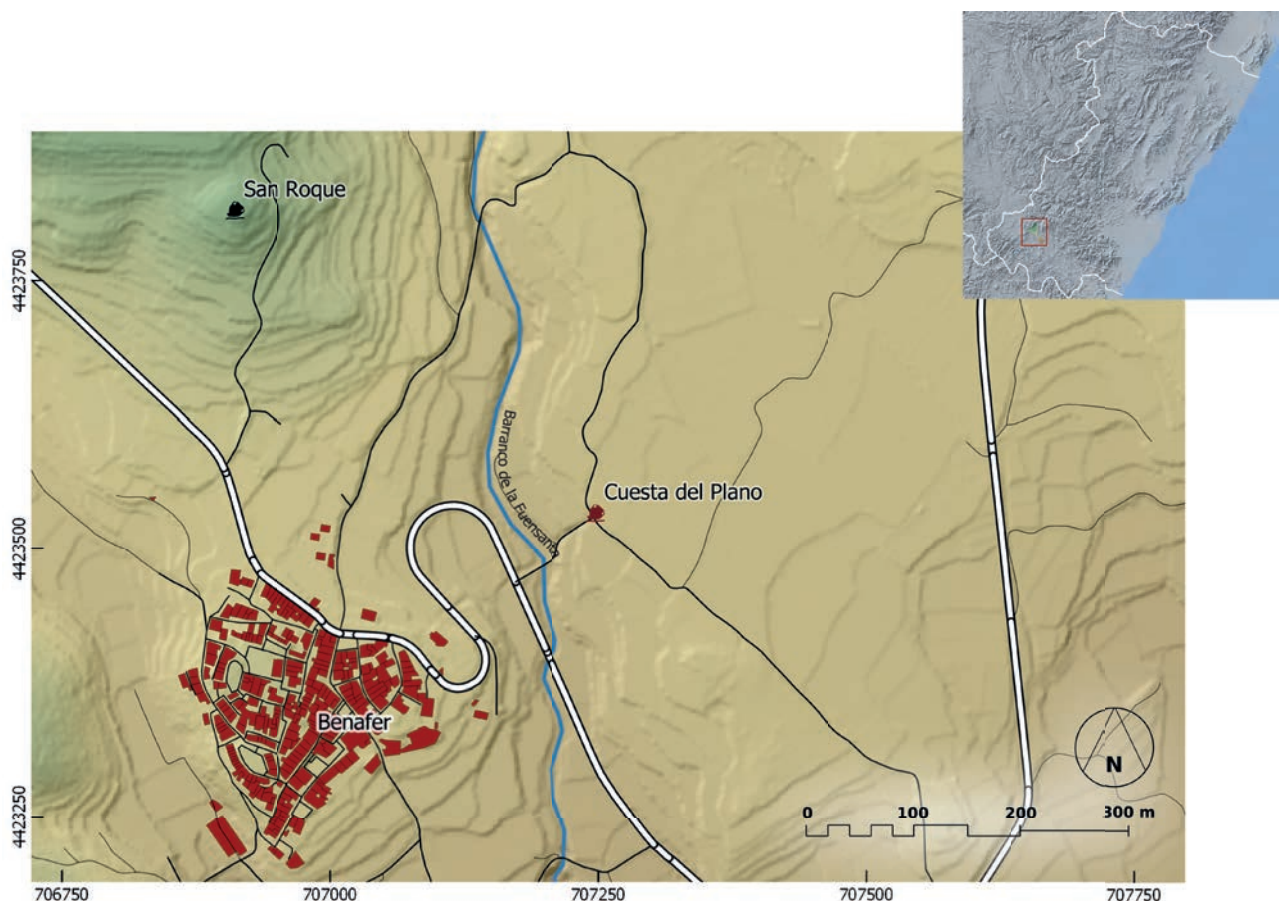 San Roque
4423750
Barranco de la Fuensanta
Cuesta del Plano
4423500
Benafer
N
0 100 200 300 m
4423250
706750 707000 707250 707500 707750